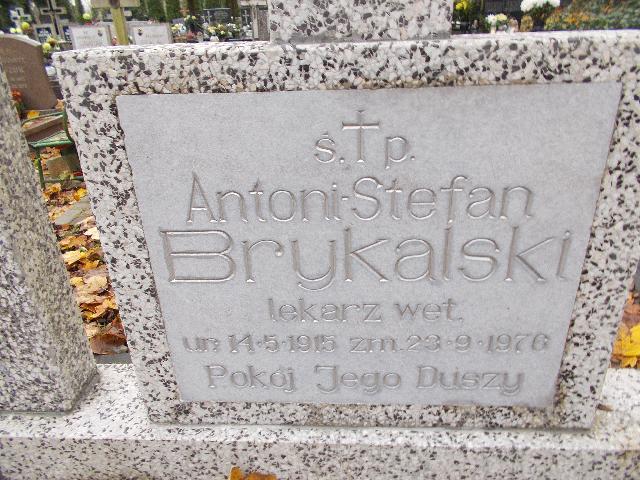 ś.†p.
Antoni-Stefan
Brykalski
lekarz wet.
ur. 14·5·1915 zm. 23·9·1976
Pokój Jego Duszy